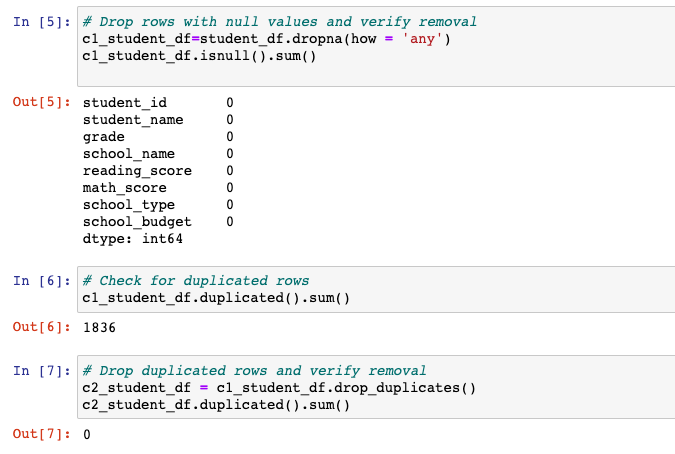 In [5]: # Drop rows with null values and verify removal
c1_student_df=student_df.dropna(how = 'any')
c1_student_df.isnull().sum()
Out[5]: student_id 0
student_name 0
grade 0
school_name 0
reading_score 0
math_score 0
school_type 0
school_budget 0
dtype: int64
In [6]: # Check for duplicated rows
c1_student_df.duplicated().sum()
Out[6]: 1836
In [7]: # Drop duplicated rows and verify removal
c2_student_df = c1_student_df.drop_duplicates()
c2_student_df.duplicated().sum()
Out[7]: 0